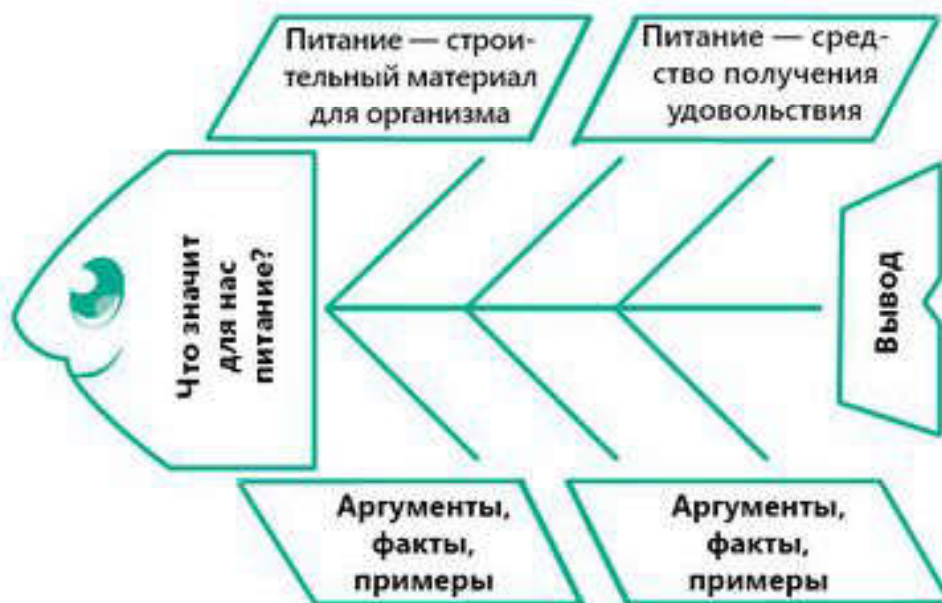 Питание — строи-
тельный материал
для организма
Питание — сред-
ство получения
удовольствия
Что значит
для нас
питание?
Вывод
Аргументы,
факты,
примеры
Аргументы,
факты,
примеры